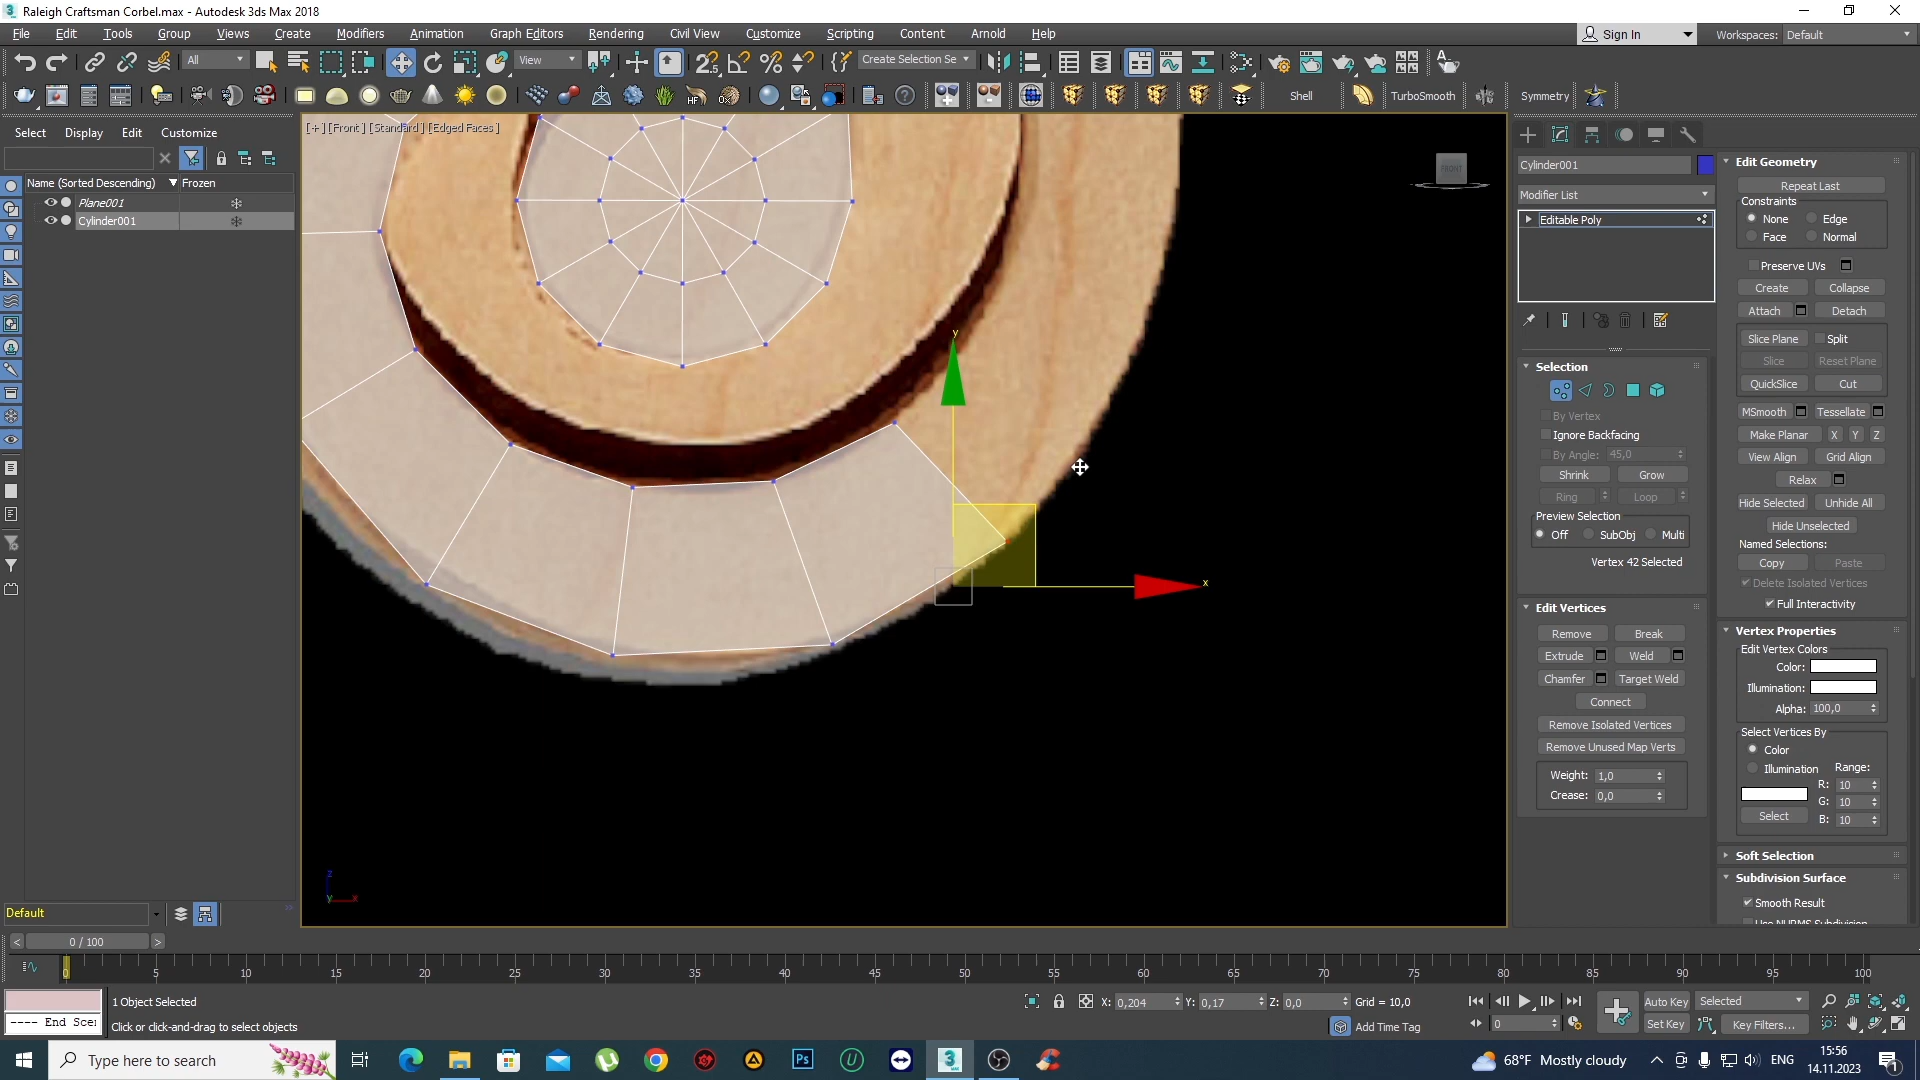 Raleigh Craftsman Corbel.max - Autodesk 3ds Max 2018
File Edit Tools Group Views Create Modifiers Animation Graph Editors Rendering Civil View Customize Scripting Content Arnold Help
Sign In
Workspaces: Default
All
View
Create Selection Se
Shell
TurboSmooth
Symmetry
Select Display Edit Customize
Name (Sorted Descending) Frozen
Plane001
Cylinder001
Default
[+] [Front] [Standard] [Edged Faces]
FRONT
y
x
z
y x
Cylinder001
Modifier List
Editable Poly
Selection
By Vertex
Ignore Backfacing
By Angle: 45,0
Shrink Grow
Ring Loop
Preview Selection
Off SubObj Multi
Vertex 42 Selected
Edit Vertices
Remove Break
Extrude Weld
Chamfer Target Weld
Connect
Remove Isolated Vertices
Remove Unused Map Verts
Weight: 1,0
Crease: 0,0
Edit Geometry
Repeat Last
Constraints
None Edge
Face Normal
Preserve UVs
Create Collapse
Attach Detach
Slice Plane Split
Slice Reset Plane
QuickSlice Cut
MSmooth Tessellate
Make Planar X Y Z
View Align Grid Align
Relax
Hide Selected Unhide All
Hide Unselected
Named Selections:
Copy Paste
Delete Isolated Vertices
Full Interactivity
Vertex Properties
Edit Vertex Colors
Color:
Illumination:
Alpha: 100,0
Select Vertices By
Color
Illumination
Range:
R: 10
G: 10
B: 10
Select
Soft Selection
Subdivision Surface
Smooth Result
Use NURMS Subdivision
< 0 / 100 >
0 5 10 15 20 25 30 35 40 45 50 55 60 65 70 75 80 85 90 95 100
1 Object Selected
---- End Sce
Click or click-and-drag to select objects
X: 0,204 Y: 0,17 Z: 0,0 Grid = 10,0
Add Time Tag
0
Auto Key Selected
Set Key Key Filters...
Type here to search
Ps
3
68°F Mostly cloudy
ENG
15:56
14.11.2023
1